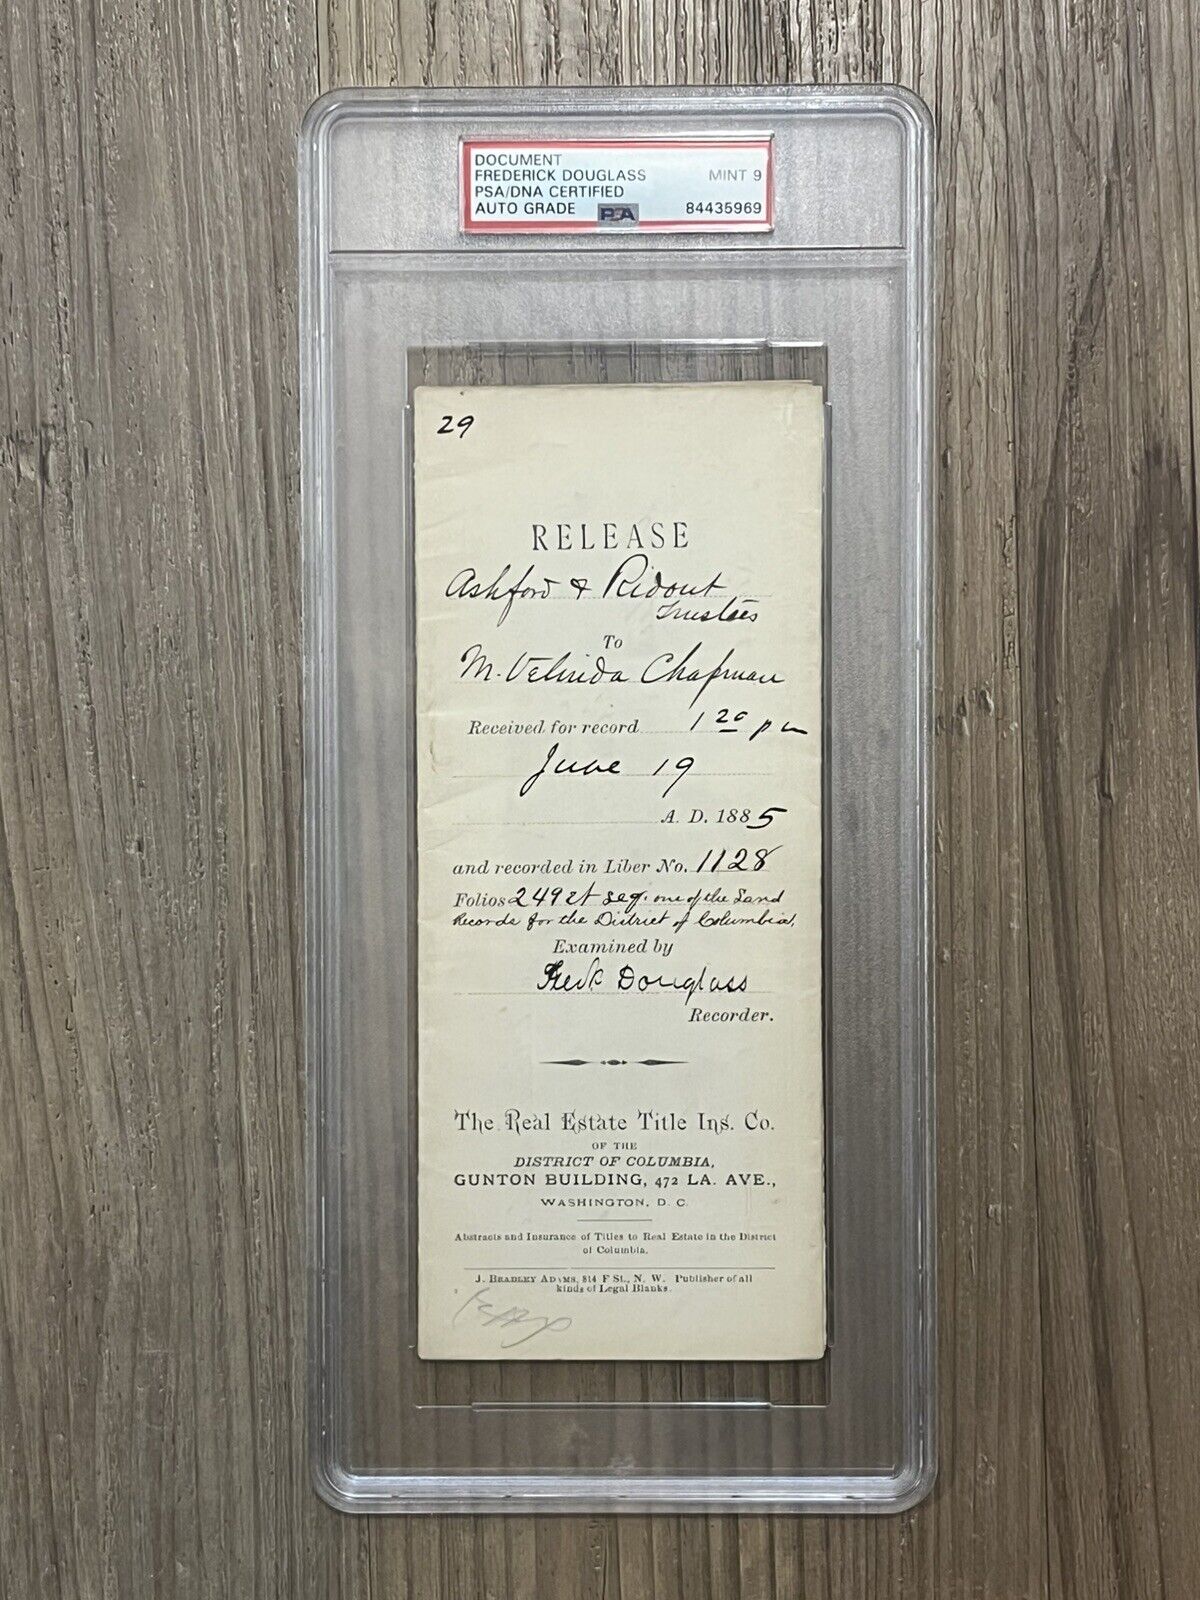 DOCUMENT
FREDERICK DOUGLASS MINT 9
PSA/DNA CERTIFIED
AUTO GRADE PSA 84435969
29
RELEASE
Ashford & Ridout
Trustees
To
M. Velinda Chapman
Received for record 1 20 pm
June 19
A. D. 1885
and recorded in Liber No. 1128
Folios 249 et seq. one of the Land
Records for the District of Columbia,
Examined by
Fredk Douglass
Recorder.
The Real Estate Title Ins. Co.
OF THE
DISTRICT OF COLUMBIA,
GUNTON BUILDING, 472 LA. AVE.,
WASHINGTON, D. C.
Abstracts and Insurance of Titles to Real Estate in the District
of Columbia.
J. BRADLEY ADAMS, 814 F St., N. W. Publisher of all
kinds of Legal Blanks.